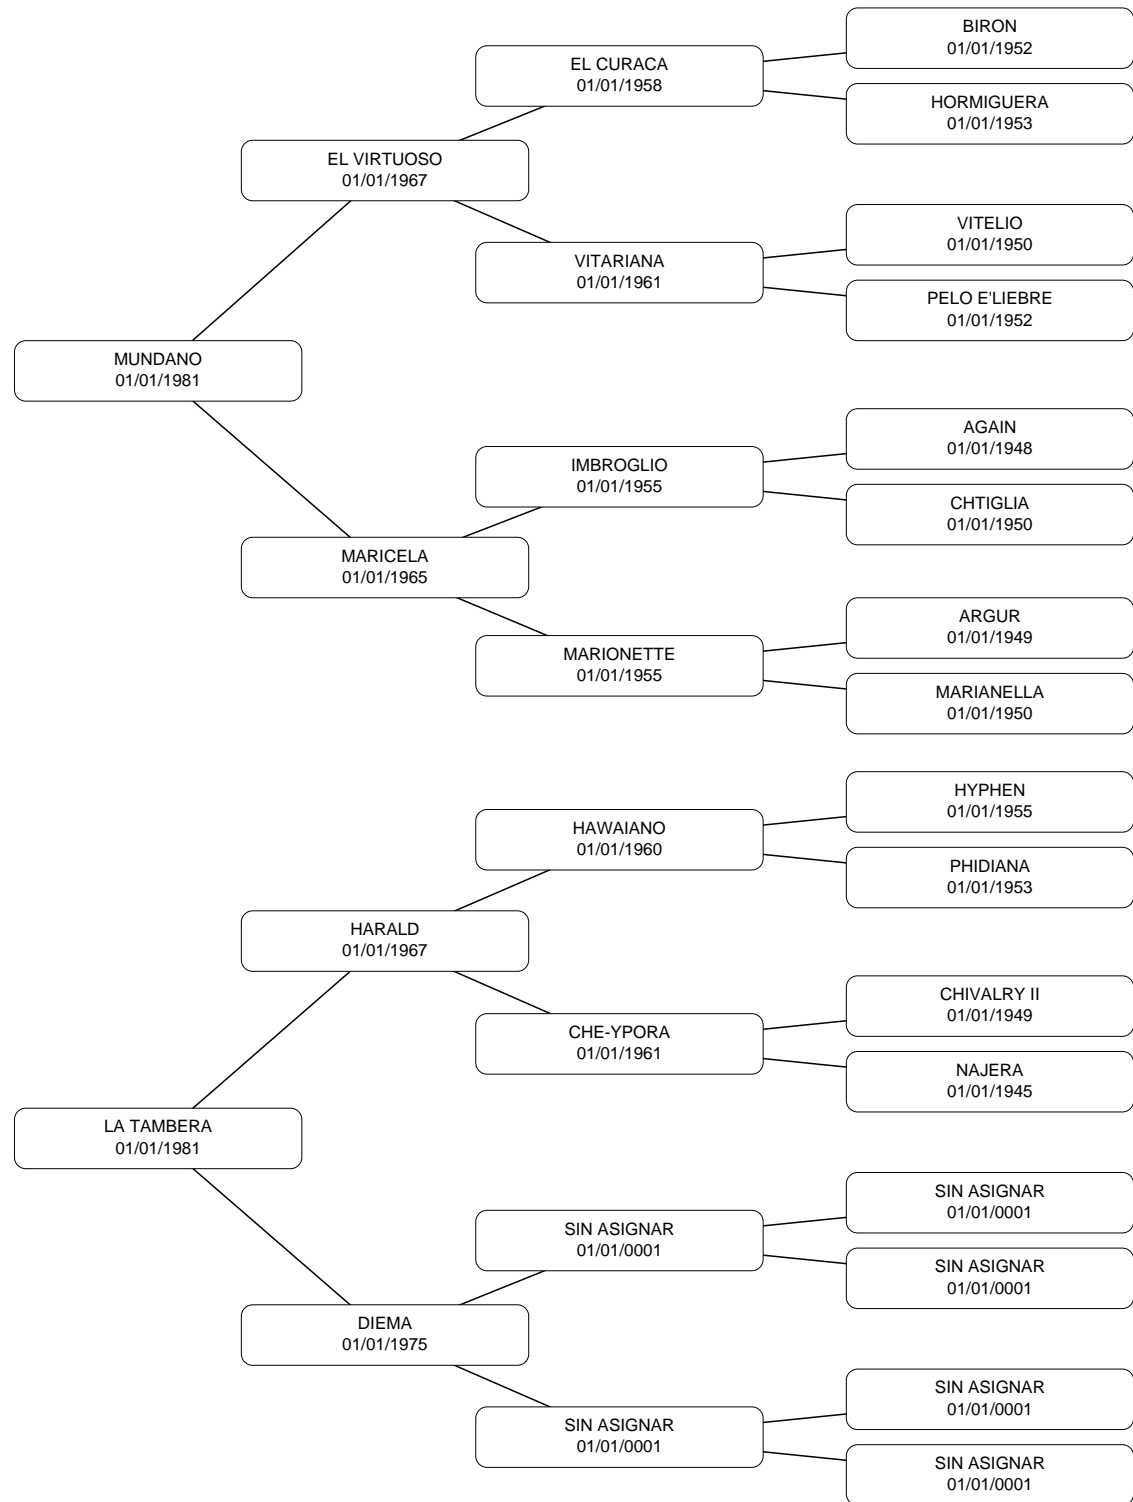 BIRON
01/01/1952
EL CURACA
01/01/1958
HORMIGUERA
01/01/1953
EL VIRTUOSO
01/01/1967
VITELIO
01/01/1950
VITARIANA
01/01/1961
PELO E'LIEBRE
01/01/1952
MUNDANO
01/01/1981
AGAIN
01/01/1948
IMBROGLIO
01/01/1955
CHTIGLIA
01/01/1950
MARICELA
01/01/1965
ARGUR
01/01/1949
MARIONETTE
01/01/1955
MARIANELLA
01/01/1950
HYPHEN
01/01/1955
HAWAIANO
01/01/1960
PHIDIANA
01/01/1953
HARALD
01/01/1967
CHIVALRY II
01/01/1949
CHE-YPORA
01/01/1961
NAJERA
01/01/1945
LA TAMBERA
01/01/1981
SIN ASIGNAR
01/01/0001
SIN ASIGNAR
01/01/0001
SIN ASIGNAR
01/01/0001
DIEMA
01/01/1975
SIN ASIGNAR
01/01/0001
SIN ASIGNAR
01/01/0001
SIN ASIGNAR
01/01/0001